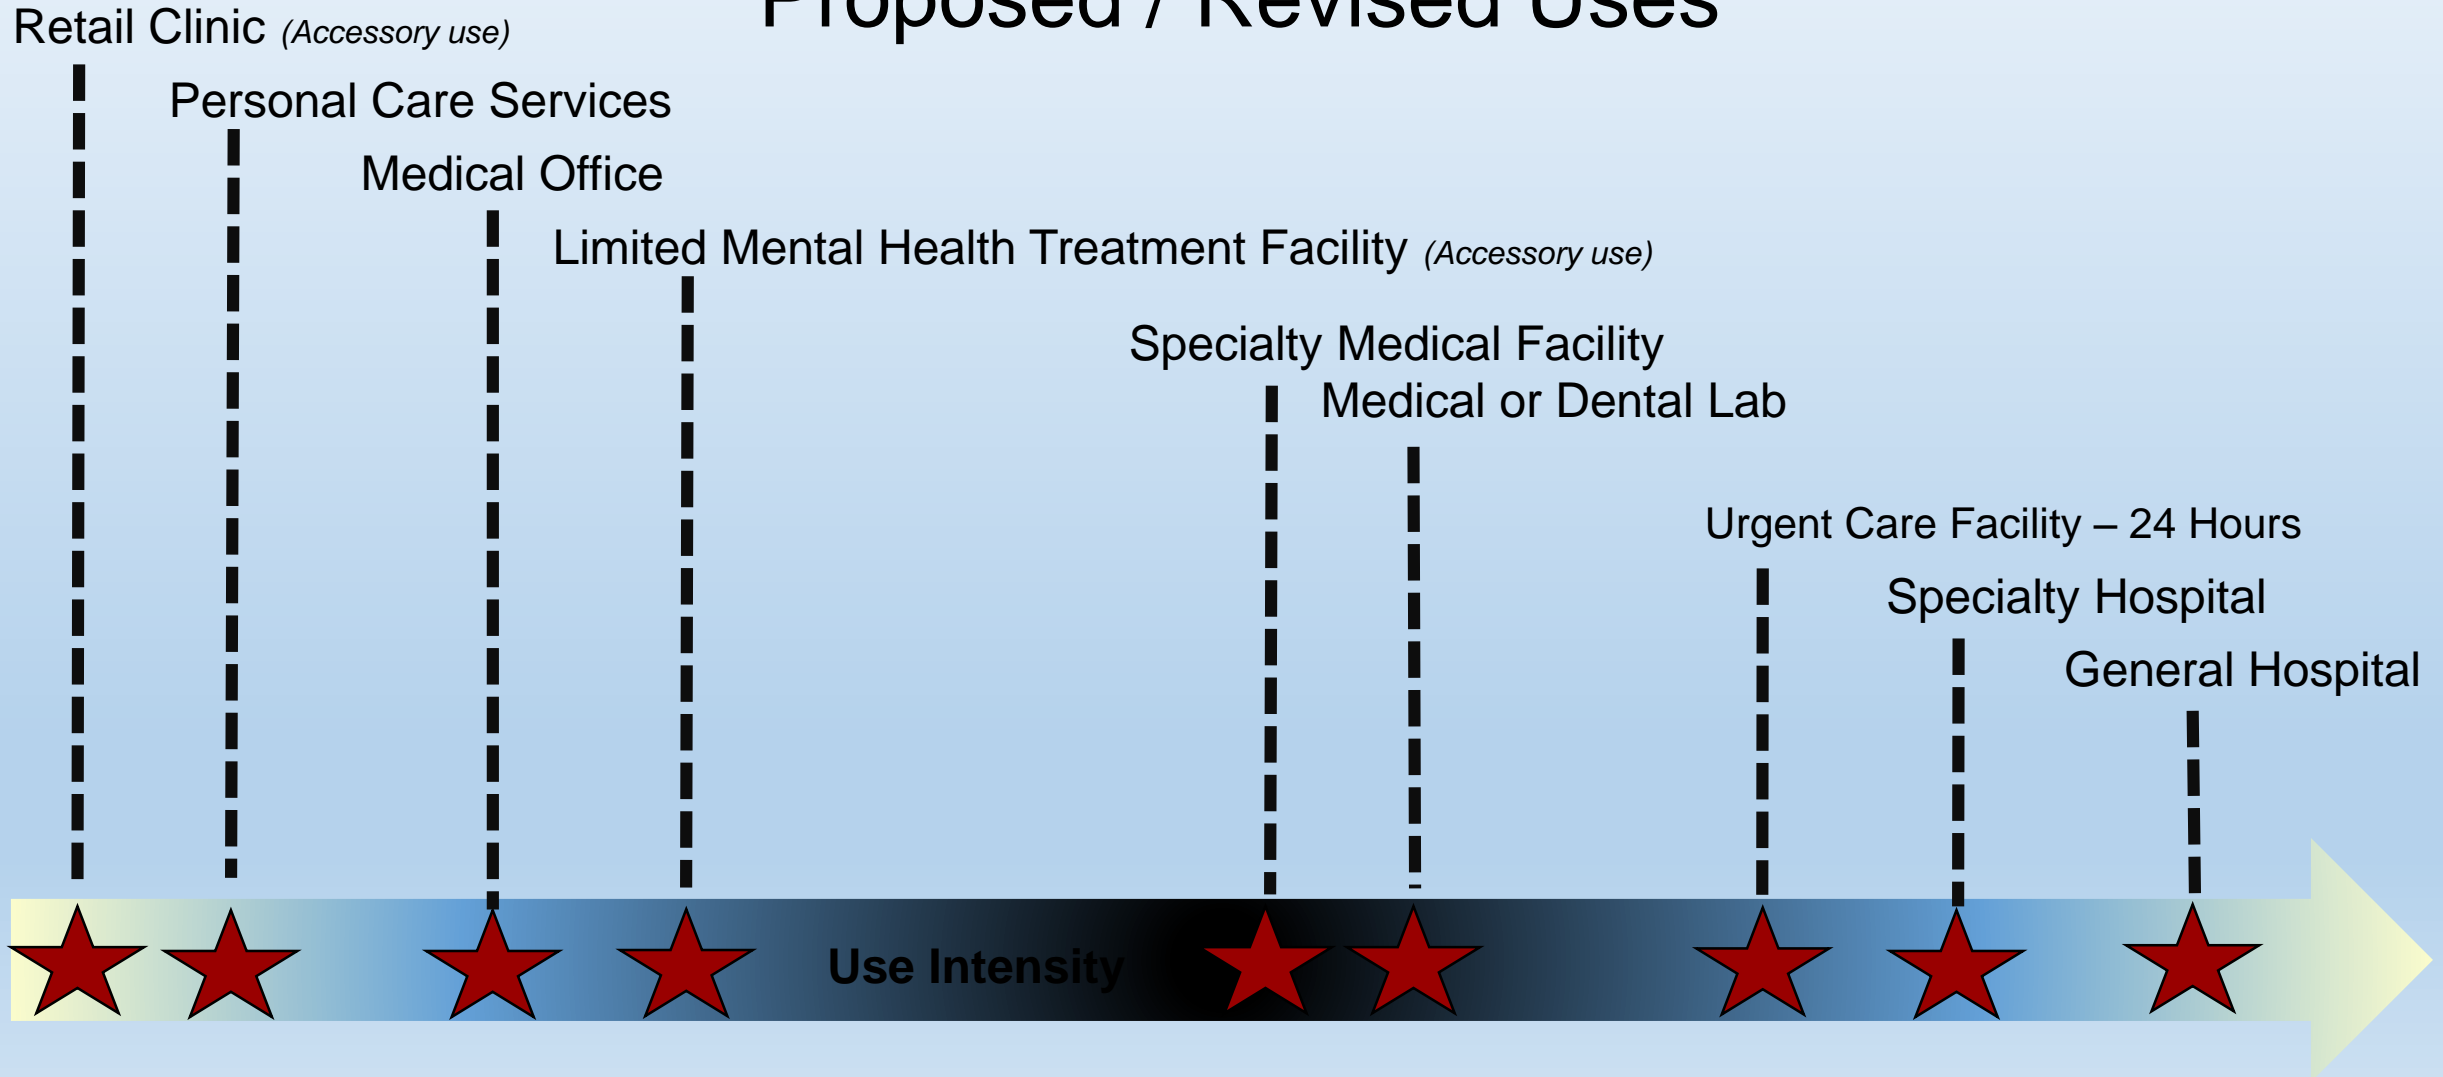 Proposed / Revised Uses
Retail Clinic (Accessory use)
Personal Care Services
Medical Office
Limited Mental Health Treatment Facility (Accessory use)
Specialty Medical Facility
Medical or Dental Lab
Urgent Care Facility – 24 Hours
Specialty Hospital
General Hospital
Use Intensity